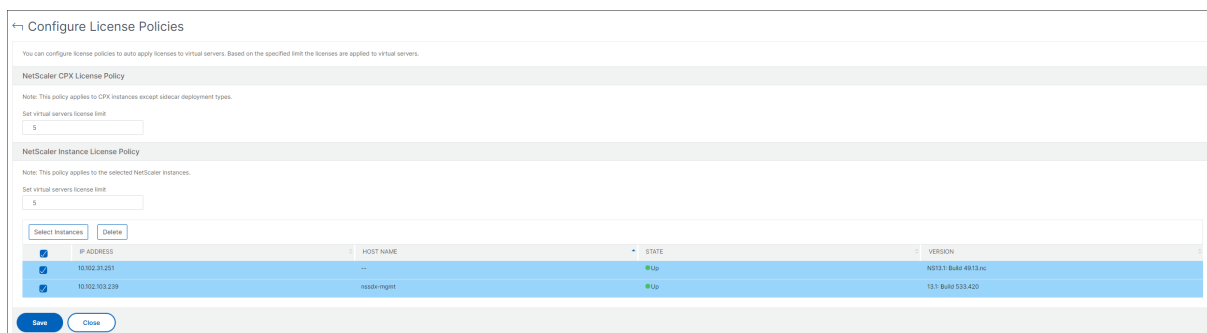 Configure License Policies
You can configure license policies to auto apply licenses to virtual servers. Based on the specified limit the licenses are applied to virtual servers.
NetScaler CPX License Policy
Note: This policy applies to CPX instances except sidecar deployment types.
Set virtual servers license limit
5
NetScaler Instance License Policy
Note: This policy applies to the selected NetScaler instances.
Set virtual servers license limit
5
Select Instances Delete
IP ADDRESS HOST NAME STATE VERSION
10.102.31.251 -- Up NS13.1: Build 49.13.nc
10.102.103.239 nssdx-mgmt Up 13.1: Build 533.420
Save Close